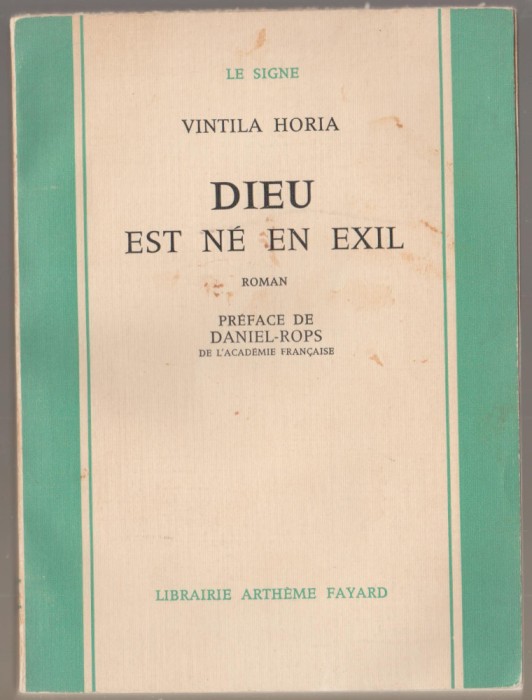 LE SIGNE
VINTILA HORIA
DIEU
EST NÉ EN EXIL
ROMAN
PRÉFACE DE
DANIEL-ROPS
DE L'ACADÉMIE FRANÇAISE
LIBRAIRIE ARTHÈME FAYARD